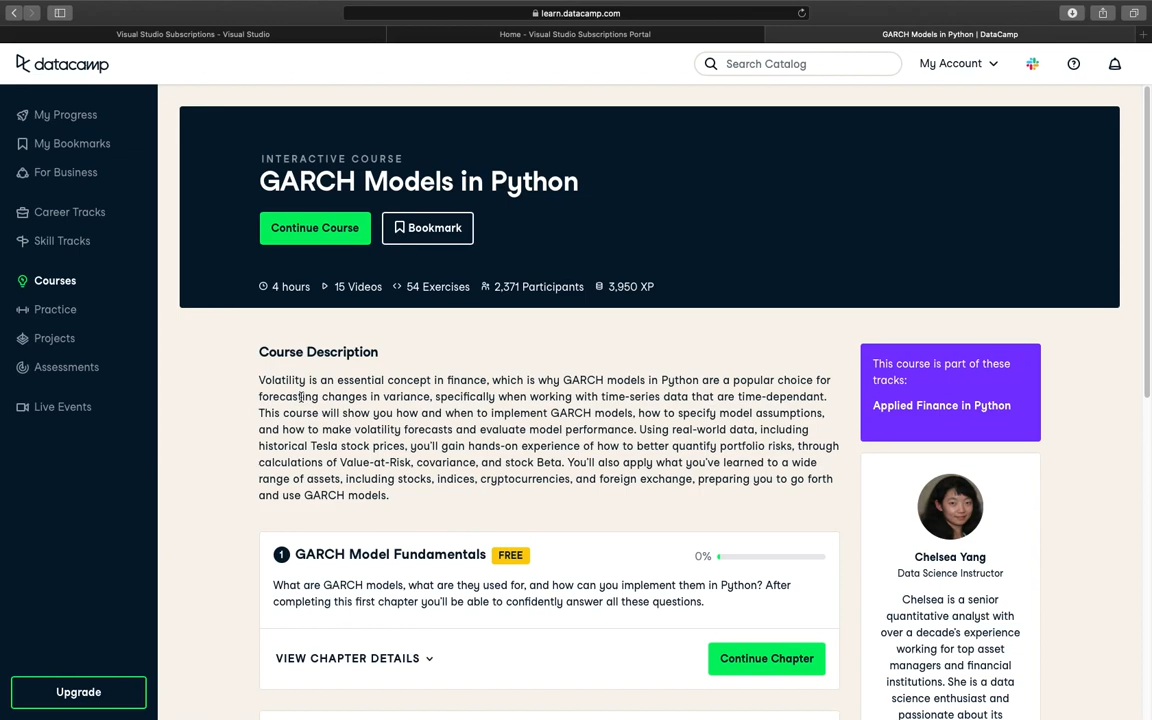 learn.datacamp.com
Visual Studio Subscriptions - Visual Studio
Home - Visual Studio Subscriptions Portal
GARCH Models in Python | DataCamp
datacamp
Search Catalog
My Account
My Progress
My Bookmarks
For Business
Career Tracks
Skill Tracks
Courses
Practice
Projects
Assessments
Live Events
Upgrade
INTERACTIVE COURSE
GARCH Models in Python
Continue Course
Bookmark
4 hours 15 Videos 54 Exercises 2,371 Participants 3,950 XP
Course Description
Volatility is an essential concept in finance, which is why GARCH models in Python are a popular choice for
forecasting changes in variance, specifically when working with time-series data that are time-dependant.
This course will show you how and when to implement GARCH models, how to specify model assumptions,
and how to make volatility forecasts and evaluate model performance. Using real-world data, including
historical Tesla stock prices, you'll gain hands-on experience of how to better quantify portfolio risks, through
calculations of Value-at-Risk, covariance, and stock Beta. You'll also apply what you've learned to a wide
range of assets, including stocks, indices, cryptocurrencies, and foreign exchange, preparing you to go forth
and use GARCH models.
1 GARCH Model Fundamentals FREE 0%
What are GARCH models, what are they used for, and how can you implement them in Python? After
completing this first chapter you'll be able to confidently answer all these questions.
VIEW CHAPTER DETAILS
Continue Chapter
This course is part of these
tracks:
Applied Finance in Python
Chelsea Yang
Data Science Instructor
Chelsea is a senior
quantitative analyst with
over a decade's experience
working for top asset
managers and financial
institutions. She is a data
science enthusiast and
passionate about its